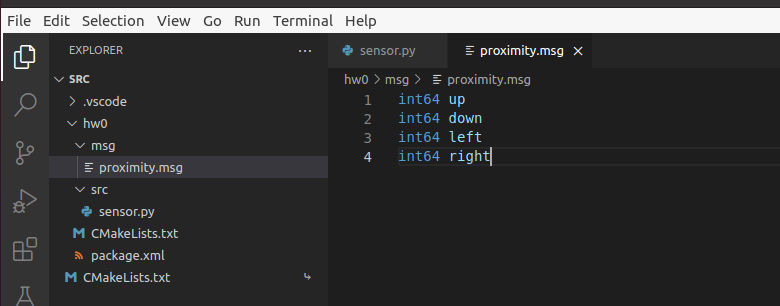 File Edit Selection View Go Run Terminal Help
EXPLORER ...
sensor.py
proximity.msg
SRC
hw0 > msg > proximity.msg
.vscode
hw0
msg
proximity.msg
src
sensor.py
CMakeLists.txt
package.xml
CMakeLists.txt
1 int64 up
2 int64 down
3 int64 left
4 int64 right